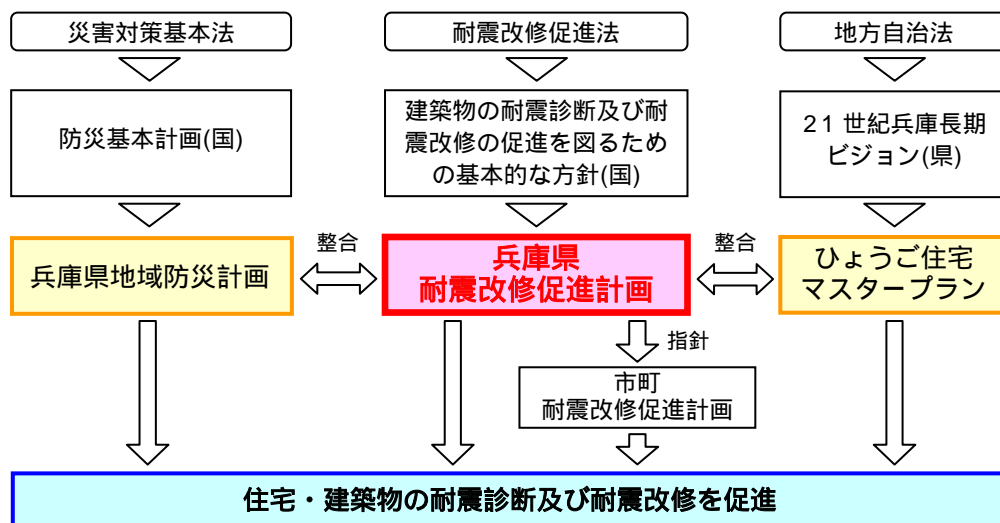 災害対策基本法
耐震改修促進法
地方自治法
防災基本計画(国)
建築物の耐震診断及び耐
震改修の促進を図るため
の基本的な方針(国)
21世紀兵庫長期
ビジョン(県)
兵庫県地域防災計画
整合
兵庫県
耐震改修促進計画
整合
ひょうご住宅
マスタープラン
指針
市町
耐震改修促進計画
住宅・建築物の耐震診断及び耐震改修を促進